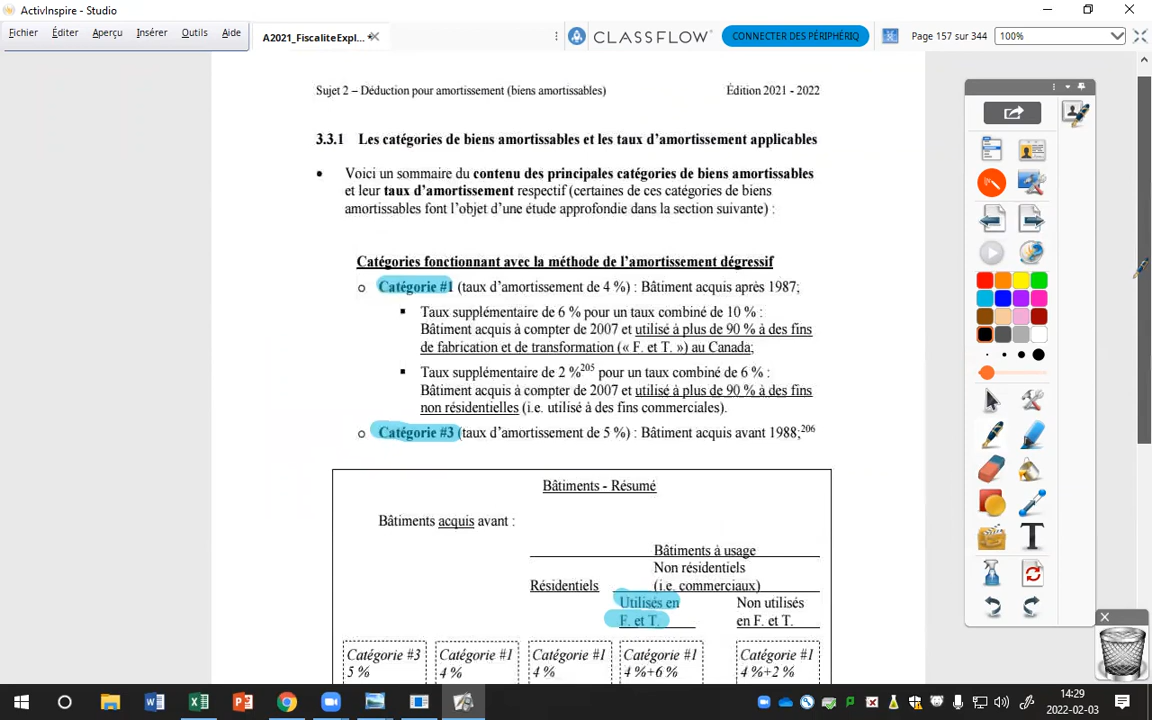 ActivInspire - Studio
Fichier Éditer Aperçu Insérer Outils Aide
A2021_FiscaliteExpl...
CLASSFLOW
CONNECTER DES PÉRIPHÉRIQ
Page 157 sur 344
100%
Sujet 2 – Déduction pour amortissement (biens amortissables) Édition 2021 - 2022
3.3.1 Les catégories de biens amortissables et les taux d'amortissement applicables
• Voici un sommaire du contenu des principales catégories de biens amortissables
et leur taux d'amortissement respectif (certaines de ces catégories de biens
amortissables font l'objet d'une étude approfondie dans la section suivante) :
Catégories fonctionnant avec la méthode de l'amortissement dégressif
o Catégorie #1 (taux d'amortissement de 4 %) : Bâtiment acquis après 1987;
▪ Taux supplémentaire de 6 % pour un taux combiné de 10 % :
Bâtiment acquis à compter de 2007 et utilisé à plus de 90 % à des fins
de fabrication et de transformation (« F. et T. ») au Canada;
▪ Taux supplémentaire de 2 %205 pour un taux combiné de 6 % :
Bâtiment acquis à compter de 2007 et utilisé à plus de 90 % à des fins
non résidentielles (i.e. utilisé à des fins commerciales).
o Catégorie #3 (taux d'amortissement de 5 %) : Bâtiment acquis avant 1988;206
Bâtiments - Résumé
Bâtiments acquis avant :
Bâtiments à usage
Non résidentiels
Résidentiels (i.e. commerciaux)
Utilisés en Non utilisés
F. et T. en F. et T.
Catégorie #3 Catégorie #1 Catégorie #1 Catégorie #1 Catégorie #1
5 % 4 % 4 % 4 %+6 % 4 %+2 %
T
14:29
2022-02-03